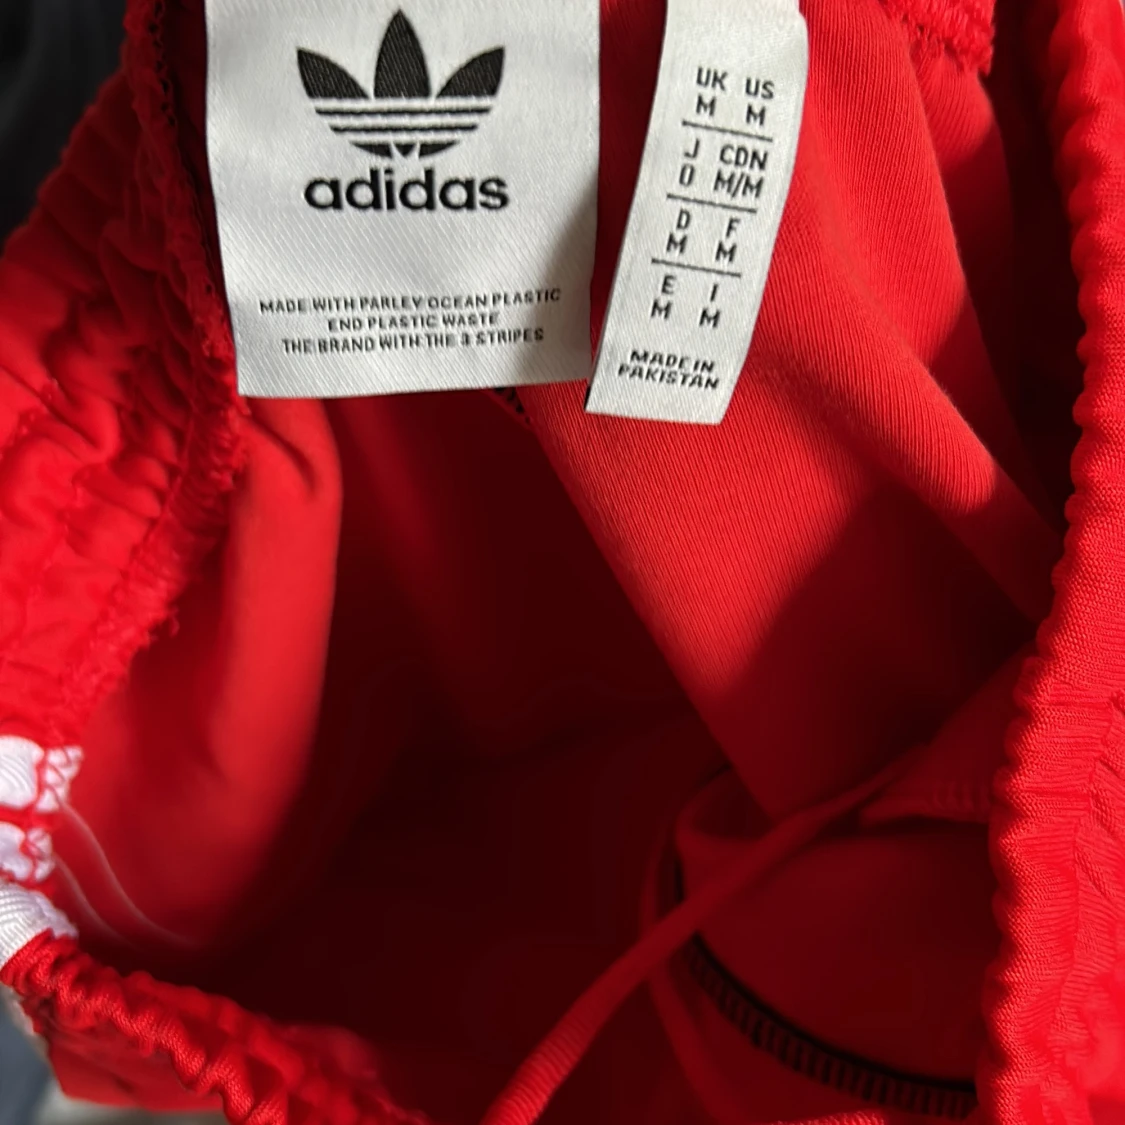 adidas
MADE WITH PARLEY OCEAN PLASTIC
END PLASTIC WASTE
THE BRAND WITH THE 3 STRIPES
UK US
M M
J CDN
O M/M
D F
M M
E I
M M
MADE IN
PAKISTAN